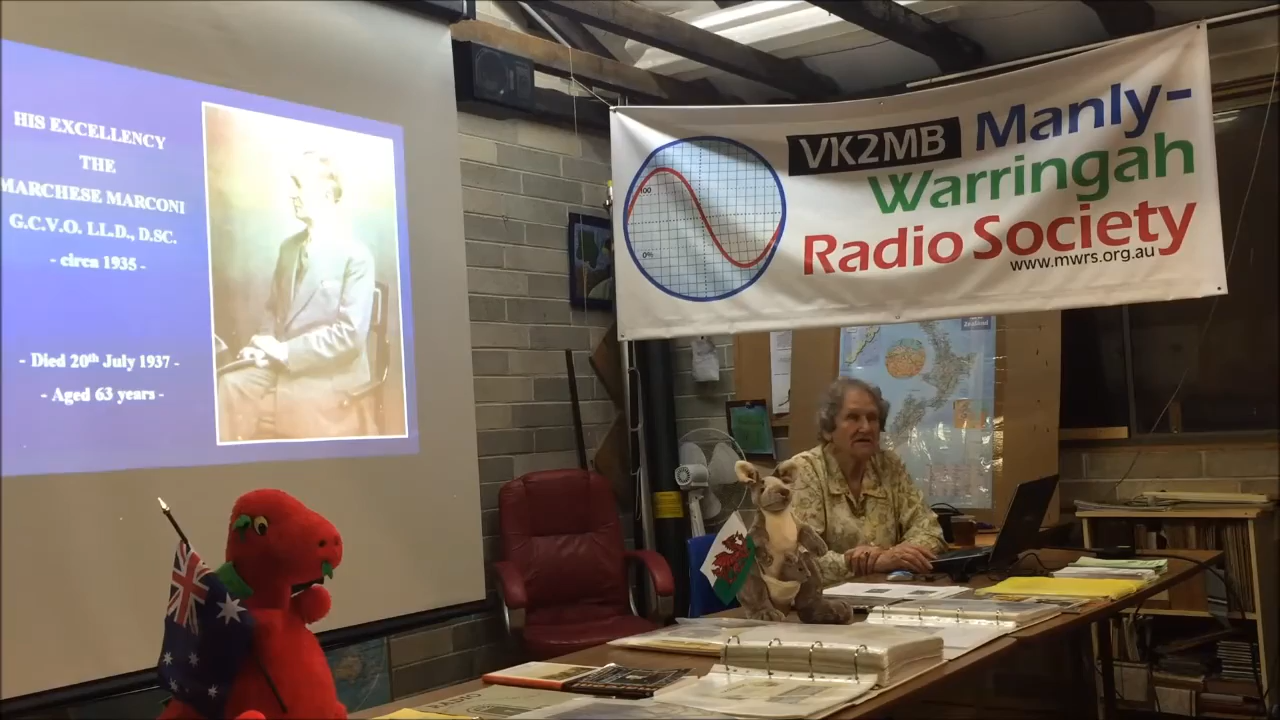 HIS EXCELLENCY
THE
MARCHESE MARCONI
G.C.V.O. LL.D., D.SC.
- circa 1935 -
- Died 20th July 1937 -
- Aged 63 years -
VK2MB Manly-
Warringah
Radio Society
www.mwrs.org.au
100
0%